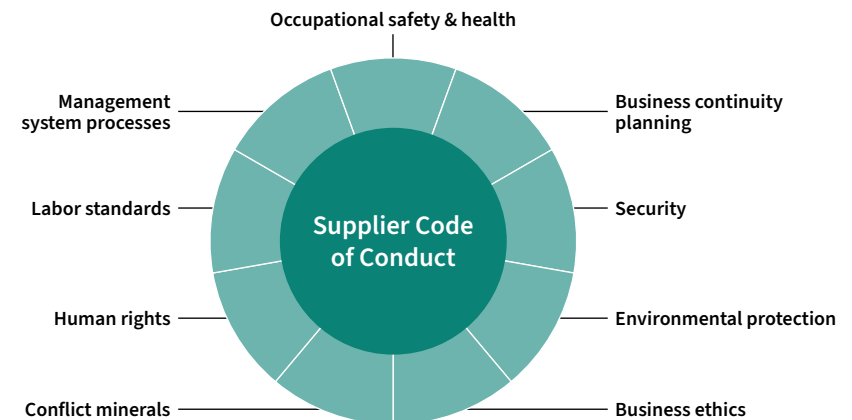 Occupational safety & health
Management
system processes
Business continuity
planning
Labor standards
Security
Supplier Code
of Conduct
Human rights
Environmental protection
Conflict minerals
Business ethics